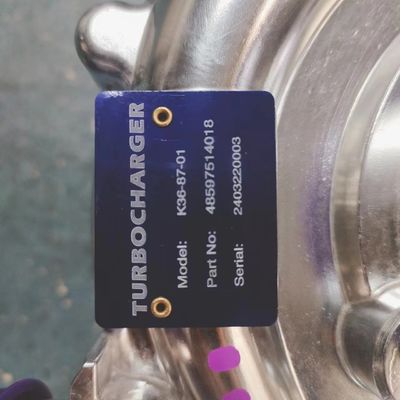 TURBOCHARGER
Model: K36-87-01
Part No: 48597514018
Serial: 2403220003